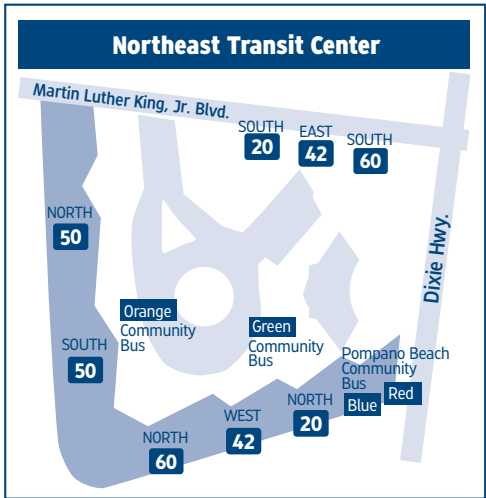 Northeast Transit Center
Martin Luther King, Jr. Blvd.
SOUTH
20
EAST
42
SOUTH
60
Dixie Hwy.
NORTH
50
SOUTH
50
Orange
Community
Bus
Green
Community
Bus
Pompano Beach
Community
Bus
Blue
Red
NORTH
20
WEST
42
NORTH
60